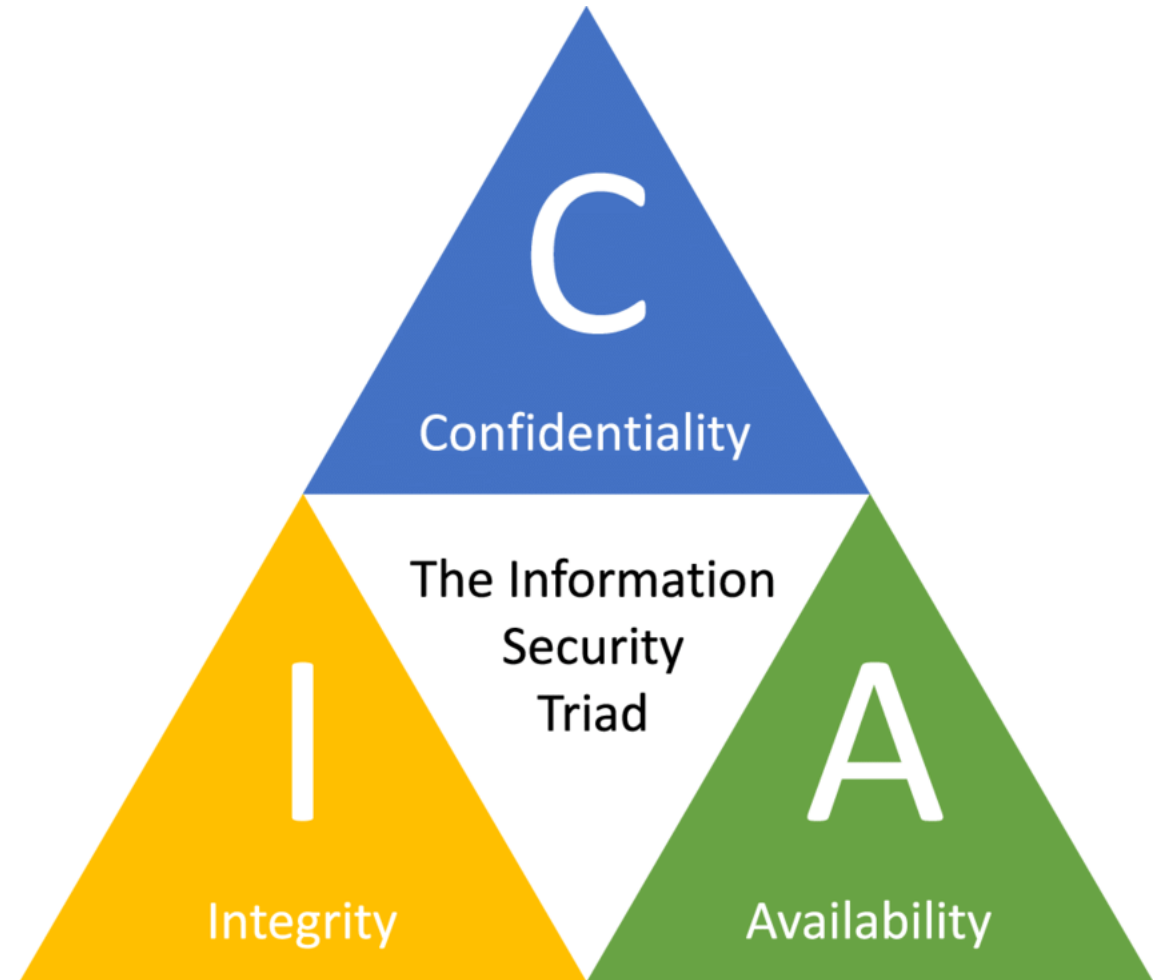 C
Confidentiality
The Information
Security
Triad
I
Integrity
A
Availability